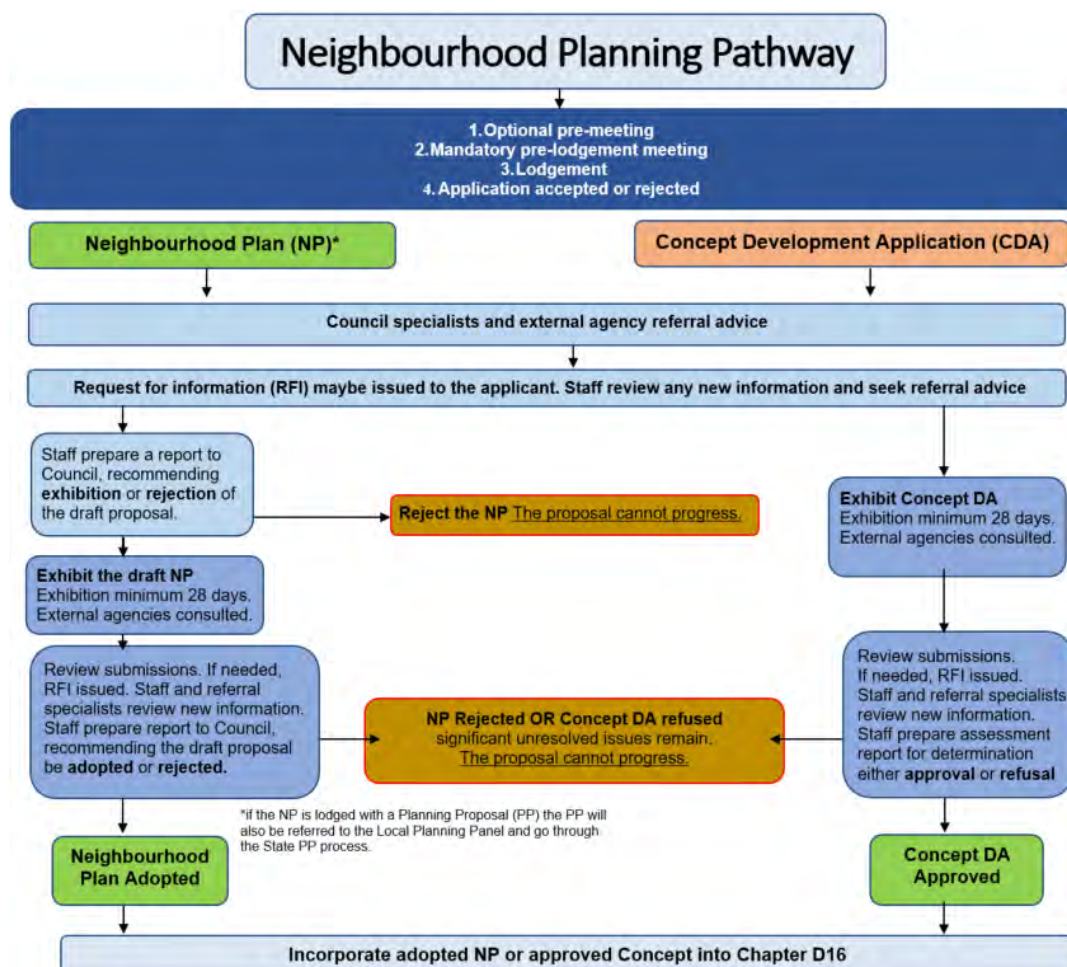 Neighbourhood Planning Pathway
1.Optional pre-meeting
2.Mandatory pre-lodgement meeting
3.Lodgement
4.Application accepted or rejected
Neighbourhood Plan (NP)*
Concept Development Application (CDA)
Council specialists and external agency referral advice
Request for information (RFI) maybe issued to the applicant. Staff review any new information and seek referral advice
Staff prepare a report to
Council, recommending
exhibition or rejection of
the draft proposal.
Reject the NP The proposal cannot progress.
Exhibit Concept DA
Exhibition minimum 28 days.
External agencies consulted.
Exhibit the draft NP
Exhibition minimum 28 days.
External agencies consulted.
Review submissions. If needed,
RFI issued. Staff and referral
specialists review new information.
Staff prepare report to Council,
recommending the draft proposal
be adopted or rejected.
NP Rejected OR Concept DA refused
significant unresolved issues remain.
The proposal cannot progress.
Review submissions.
If needed, RFI issued.
Staff and referral specialists
review new information.
Staff prepare assessment
report for determination
either approval or refusal
*if the NP is lodged with a Planning Proposal (PP) the PP will
also be referred to the Local Planning Panel and go through
the State PP process.
Neighbourhood
Plan Adopted
Concept DA
Approved
Incorporate adopted NP or approved Concept into Chapter D16